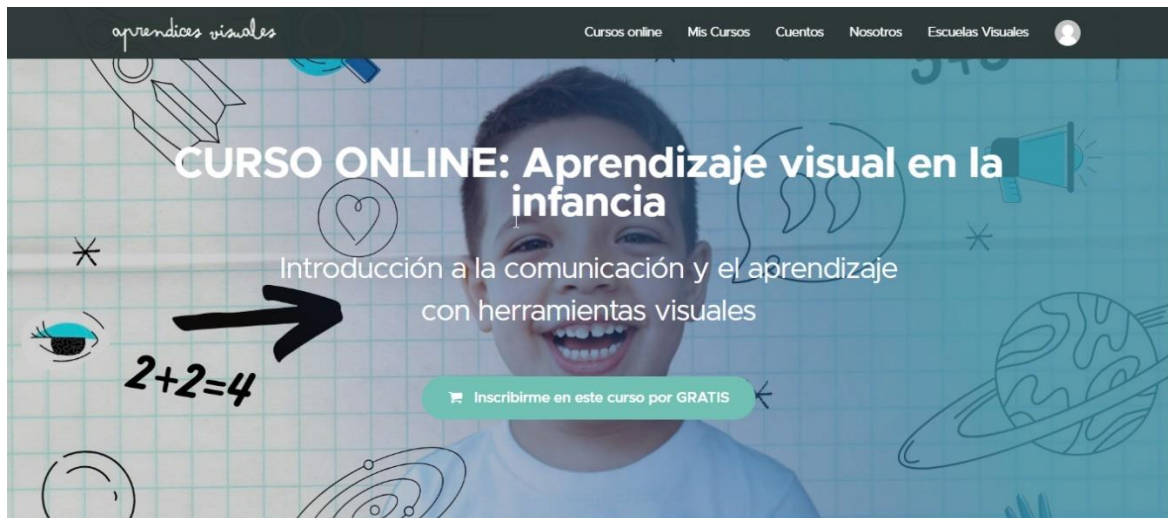 aprendices visuales
Cursos online Mis Cursos Cuentos Nosotros Escuelas Visuales
CURSO ONLINE: Aprendizaje visual en la
infancia
Introducción a la comunicación y el aprendizaje
con herramientas visuales
2+2=4
Inscribirme en este curso por GRATIS